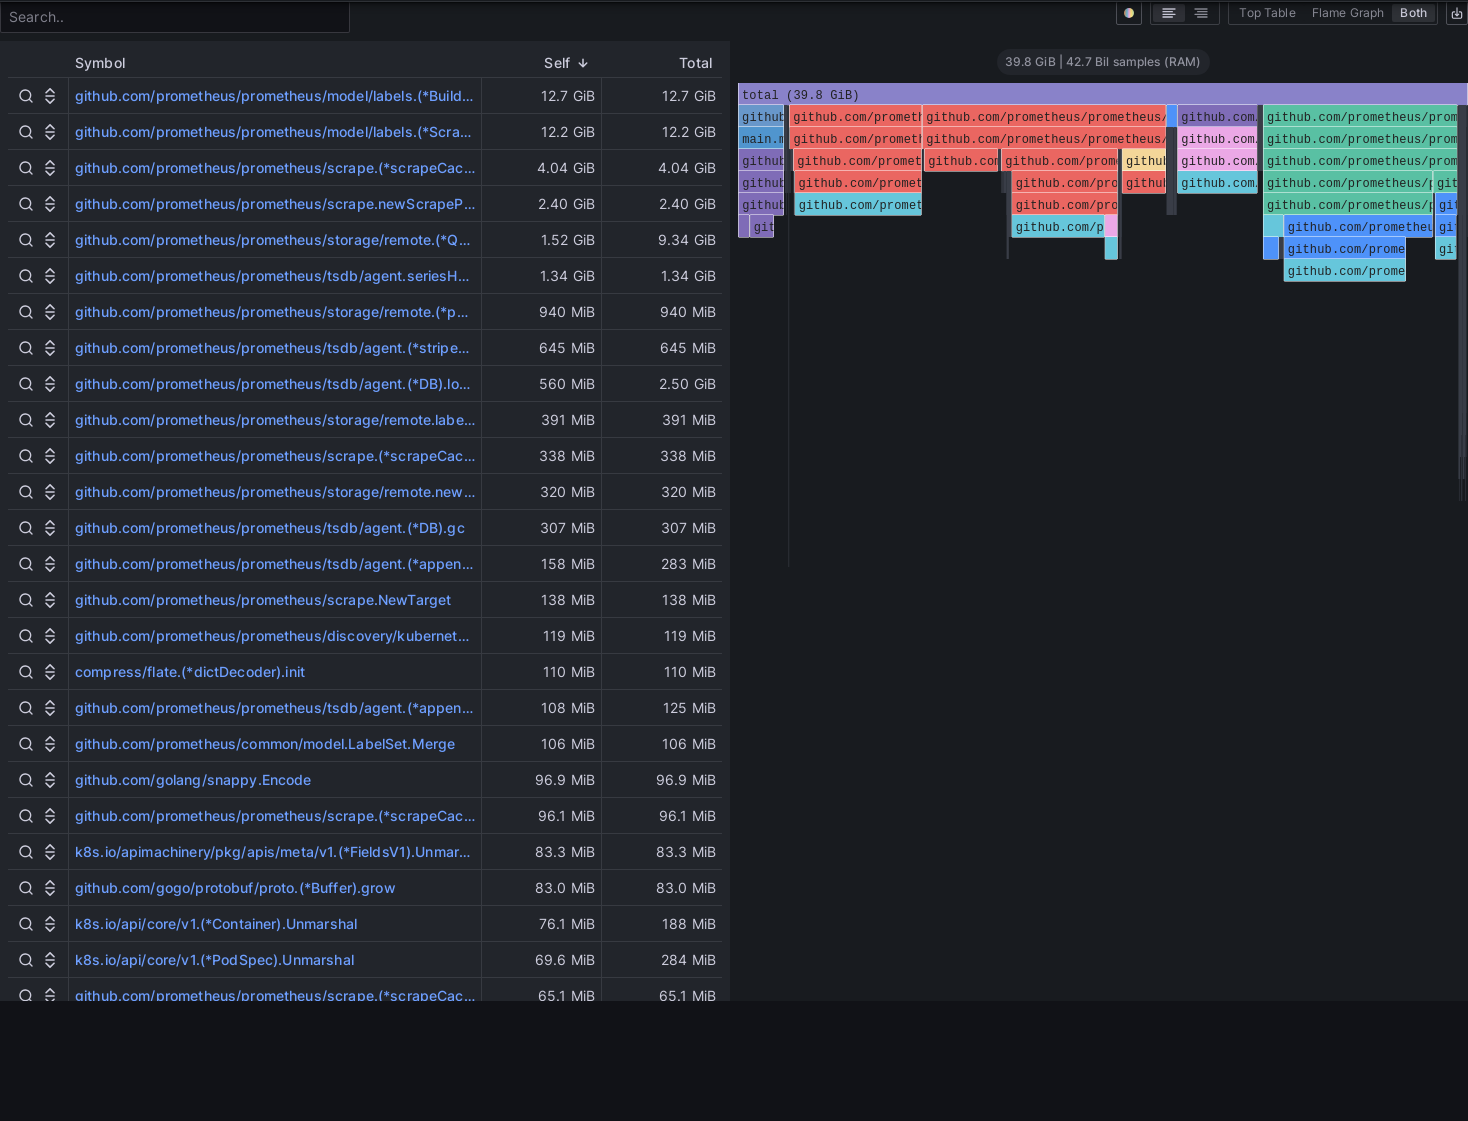 Search..
Top Table Flame Graph Both
Symbol Self Total
github.com/prometheus/prometheus/model/labels.(*Build... 12.7 GiB 12.7 GiB
github.com/prometheus/prometheus/model/labels.(*Scra... 12.2 GiB 12.2 GiB
github.com/prometheus/prometheus/scrape.(*scrapeCac... 4.04 GiB 4.04 GiB
github.com/prometheus/prometheus/scrape.newScrapeP... 2.40 GiB 2.40 GiB
github.com/prometheus/prometheus/storage/remote.(*Q... 1.52 GiB 9.34 GiB
github.com/prometheus/prometheus/tsdb/agent.seriesH... 1.34 GiB 1.34 GiB
github.com/prometheus/prometheus/storage/remote.(*p... 940 MiB 940 MiB
github.com/prometheus/prometheus/tsdb/agent.(*stripe... 645 MiB 645 MiB
github.com/prometheus/prometheus/tsdb/agent.(*DB).lo... 560 MiB 2.50 GiB
github.com/prometheus/prometheus/storage/remote.labe... 391 MiB 391 MiB
github.com/prometheus/prometheus/scrape.(*scrapeCac... 338 MiB 338 MiB
github.com/prometheus/prometheus/storage/remote.new... 320 MiB 320 MiB
github.com/prometheus/prometheus/tsdb/agent.(*DB).gc 307 MiB 307 MiB
github.com/prometheus/prometheus/tsdb/agent.(*appen... 158 MiB 283 MiB
github.com/prometheus/prometheus/scrape.NewTarget 138 MiB 138 MiB
github.com/prometheus/prometheus/discovery/kubernet... 119 MiB 119 MiB
compress/flate.(*dictDecoder).init 110 MiB 110 MiB
github.com/prometheus/prometheus/tsdb/agent.(*appen... 108 MiB 125 MiB
github.com/prometheus/common/model.LabelSet.Merge 106 MiB 106 MiB
github.com/golang/snappy.Encode 96.9 MiB 96.9 MiB
github.com/prometheus/prometheus/scrape.(*scrapeCac... 96.1 MiB 96.1 MiB
k8s.io/apimachinery/pkg/apis/meta/v1.(*FieldsV1).Unmar... 83.3 MiB 83.3 MiB
github.com/gogo/protobuf/proto.(*Buffer).grow 83.0 MiB 83.0 MiB
k8s.io/api/core/v1.(*Container).Unmarshal 76.1 MiB 188 MiB
k8s.io/api/core/v1.(*PodSpec).Unmarshal 69.6 MiB 284 MiB
github.com/prometheus/prometheus/scrape.(*scrapeCac... 65.1 MiB 65.1 MiB
39.8 GiB | 42.7 Bil samples (RAM)
total (39.8 GiB)
github github.com/prometh github.com/prometheus/prometheus/ github.com. github.com/prometheus/prom
main.m github.com/prometh github.com/prometheus/prometheus/ github.com. github.com/prometheus/prom
github github.com/promet github.com github.com/prom github github.com. github.com/prometheus/prom
github github.com/promet github.com/pro github github.com. github.com/prometheus/p git
github github.com/promet github.com/pro github.com/prometheus/p git
git github.com/p github.com/prometheu git
github.com/prome git
github.com/prome